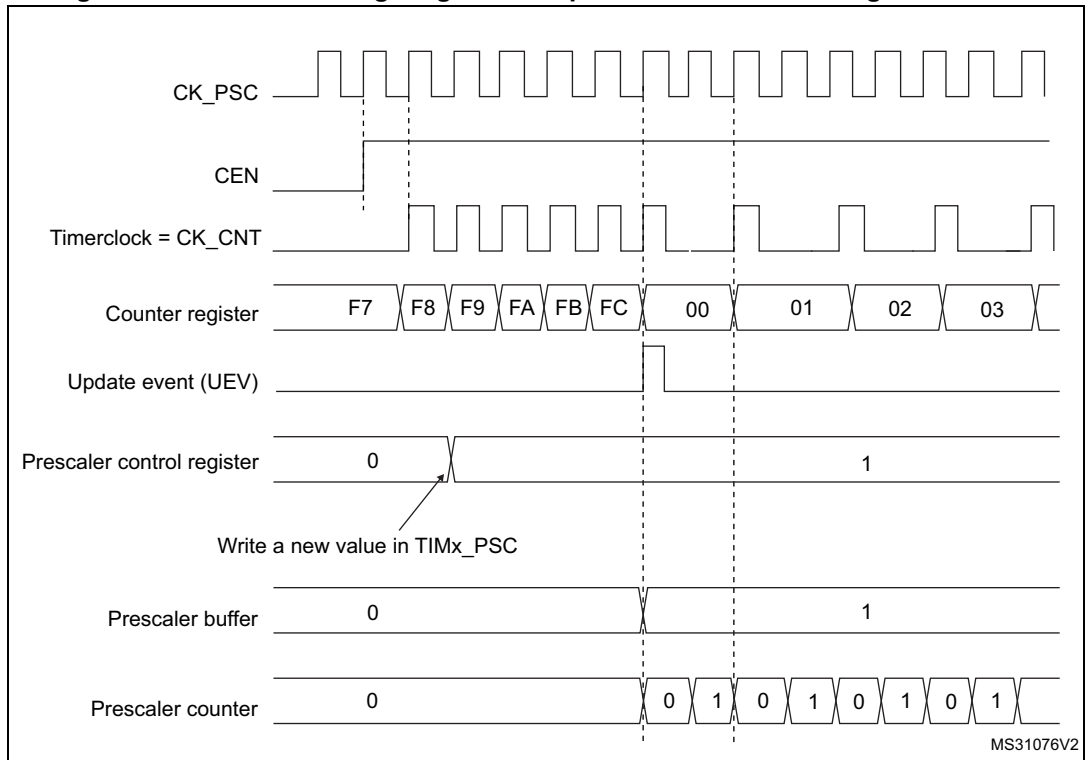 CK_PSC
CEN
Timerclock = CK_CNT
Counter register F7 F8 F9 FA FB FC 00 01 02 03
Update event (UEV)
Prescaler control register 0 1
Write a new value in TIMx_PSC
Prescaler buffer 0 1
Prescaler counter 0 0 1 0 1 0 1 0 1
MS31076V2